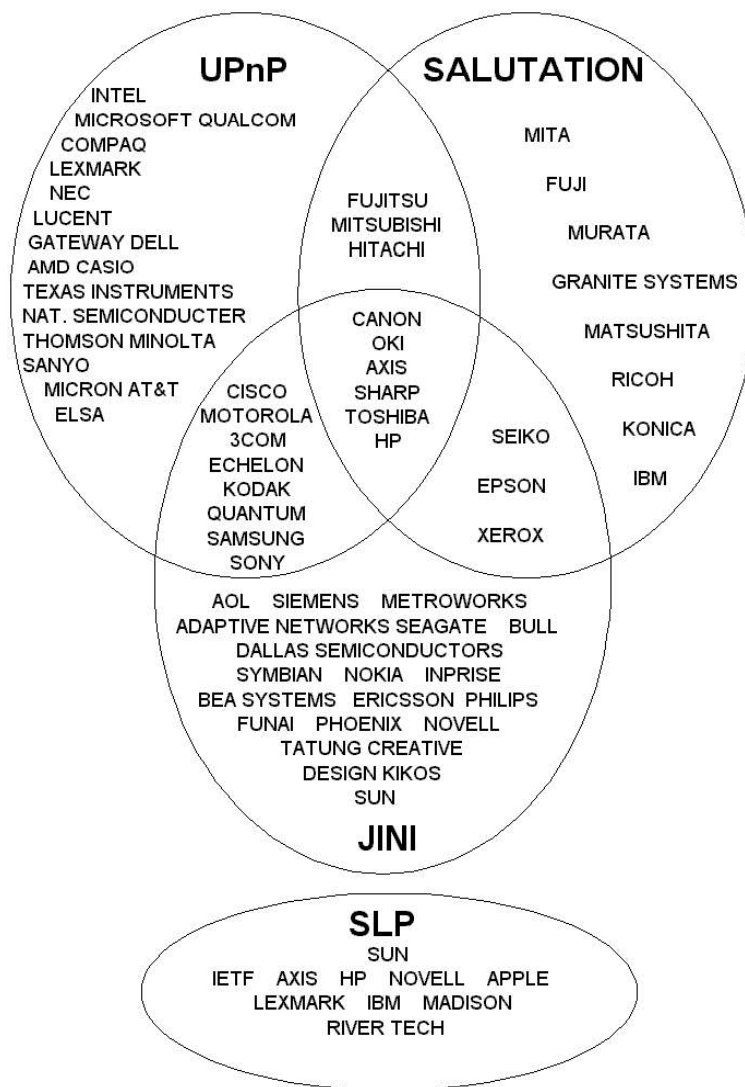 UPnP
INTEL
MICROSOFT QUALCOM
COMPAQ
LEXMARK
NEC
LUCENT
GATEWAY DELL
AMD CASIO
TEXAS INSTRUMENTS
NAT. SEMICONDUCTER
THOMSON MINOLTA
SANYO
MICRON AT&T
ELSA
SALUTATION
MITA
FUJI
MURATA
GRANITE SYSTEMS
MATSUSHITA
RICOH
KONICA
IBM
FUJITSU
MITSUBISHI
HITACHI
CANON
OKI
AXIS
SHARP
TOSHIBA
HP
CISCO
MOTOROLA
3COM
ECHELON
KODAK
QUANTUM
SAMSUNG
SONY
SEIKO
EPSON
XEROX
AOL SIEMENS METROWORKS
ADAPTIVE NETWORKS SEAGATE BULL
DALLAS SEMICONDUCTORS
SYMBIAN NOKIA INPRISE
BEA SYSTEMS ERICSSON PHILIPS
FUNAI PHOENIX NOVELL
TATUNG CREATIVE
DESIGN KIKOS
SUN
JINI
SLP
SUN
IETF AXIS HP NOVELL APPLE
LEXMARK IBM MADISON
RIVER TECH